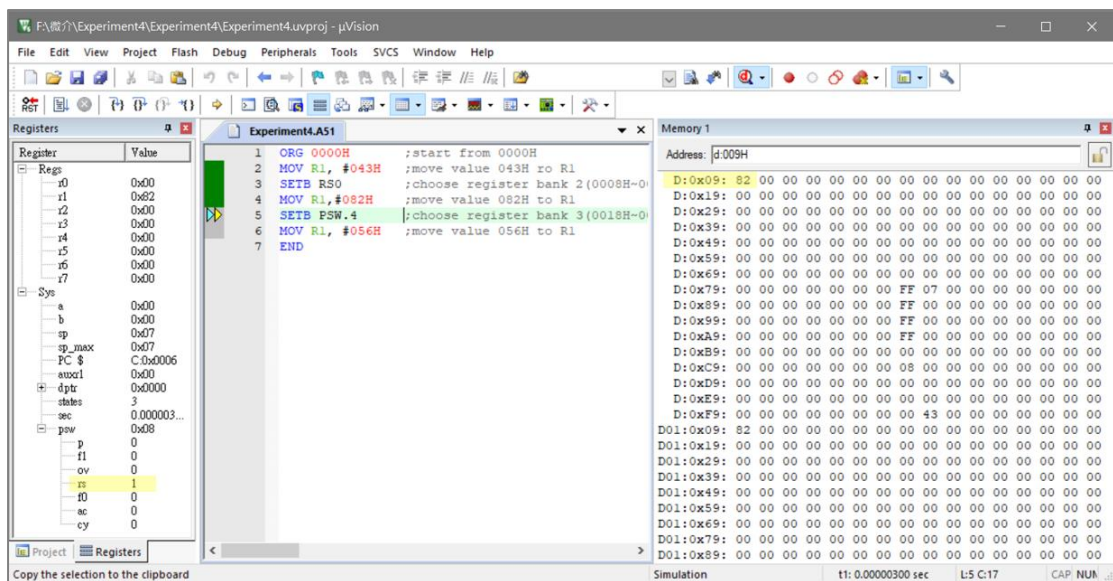 F:\微介\Experiment4\Experiment4\Experiment4.uvproj - µVision
File Edit View Project Flash Debug Peripherals Tools SVCS Window Help
Registers
Register Value
Regs
r0 0x00
r1 0x82
r2 0x00
r3 0x00
r4 0x00
r5 0x00
r6 0x00
r7 0x00
Sys
a 0x00
b 0x00
sp 0x07
sp_max 0x07
PC $ C:0x0006
auxr1 0x00
dptr 0x0000
states 3
sec 0.000003...
psw 0x08
p 0
f1 0
ov 0
rs 1
f0 0
ac 0
cy 0
Project Registers
Experiment4.A51
1 ORG 0000H ;start from 0000H
2 MOV R1, #043H ;move value 043H ro R1
3 SETB RS0 ;choose register bank 2(0008H~0
4 MOV R1,#082H ;move value 082H to R1
5 SETB PSW.4 ;choose register bank 3(0018H~0
6 MOV R1, #056H ;move value 056H to R1
7 END
Memory 1
Address: d:009H
D:0x09: 82 00 00 00 00 00 00 00 00 00 00 00 00 00 00 00
D:0x19: 00 00 00 00 00 00 00 00 00 00 00 00 00 00 00 00
D:0x29: 00 00 00 00 00 00 00 00 00 00 00 00 00 00 00 00
D:0x39: 00 00 00 00 00 00 00 00 00 00 00 00 00 00 00 00
D:0x49: 00 00 00 00 00 00 00 00 00 00 00 00 00 00 00 00
D:0x59: 00 00 00 00 00 00 00 00 00 00 00 00 00 00 00 00
D:0x69: 00 00 00 00 00 00 00 00 00 00 00 00 00 00 00 00
D:0x79: 00 00 00 00 00 00 00 FF 07 00 00 00 00 00 00 00
D:0x89: 00 00 00 00 00 00 00 FF 00 00 00 00 00 00 00 00
D:0x99: 00 00 00 00 00 00 00 FF 00 00 00 00 00 00 00 00
D:0xA9: 00 00 00 00 00 00 00 FF 00 00 00 00 00 00 00 00
D:0xB9: 00 00 00 00 00 00 00 00 00 00 00 00 00 00 00 00
D:0xC9: 00 00 00 00 00 00 00 08 00 00 00 00 00 00 00 00
D:0xD9: 00 00 00 00 00 00 00 00 00 00 00 00 00 00 00 00
D:0xE9: 00 00 00 00 00 00 00 00 00 00 00 00 00 00 00 00
D:0xF9: 00 00 00 00 00 00 00 00 43 00 00 00 00 00 00 00
D01:0x09: 82 00 00 00 00 00 00 00 00 00 00 00 00 00 00 00
D01:0x19: 00 00 00 00 00 00 00 00 00 00 00 00 00 00 00 00
D01:0x29: 00 00 00 00 00 00 00 00 00 00 00 00 00 00 00 00
D01:0x39: 00 00 00 00 00 00 00 00 00 00 00 00 00 00 00 00
D01:0x49: 00 00 00 00 00 00 00 00 00 00 00 00 00 00 00 00
D01:0x59: 00 00 00 00 00 00 00 00 00 00 00 00 00 00 00 00
D01:0x69: 00 00 00 00 00 00 00 00 00 00 00 00 00 00 00 00
D01:0x79: 00 00 00 00 00 00 00 00 00 00 00 00 00 00 00 00
D01:0x89: 00 00 00 00 00 00 00 00 00 00 00 00 00 00 00 00
Copy the selection to the clipboard Simulation t1: 0.00000300 sec L:5 C:17 CAP NUM